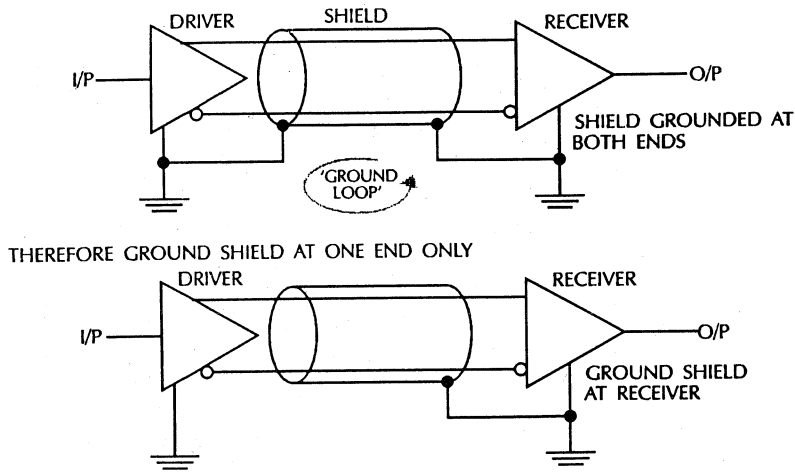 DRIVER
SHIELD
RECEIVER
I/P
O/P
SHIELD GROUNDED AT
BOTH ENDS
'GROUND
LOOP'
THEREFORE GROUND SHIELD AT ONE END ONLY
DRIVER
RECEIVER
I/P
O/P
GROUND SHIELD
AT RECEIVER